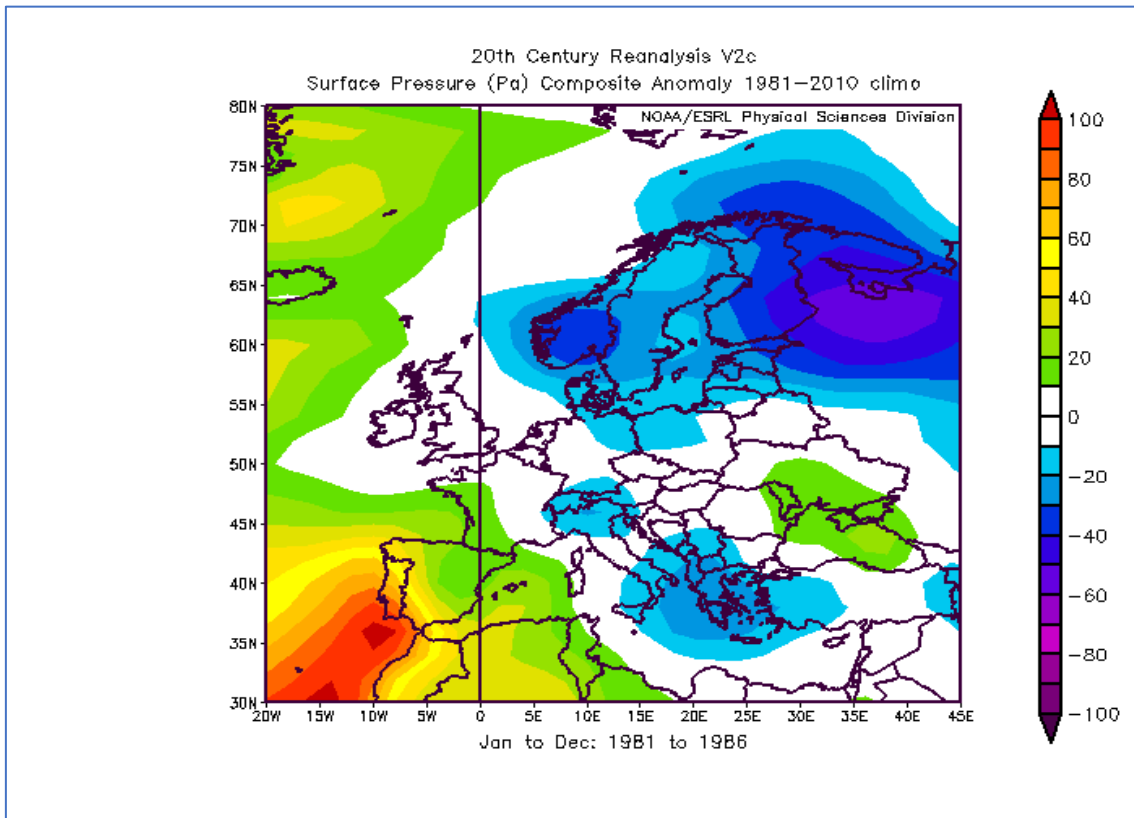 20th Century Reanalysis V2c
Surface Pressure (Pa) Composite Anomaly 1981-2010 climo
NOAA/ESRL Physical Sciences Division
80N
75N
70N
65N
60N
55N
50N
45N
40N
35N
30N
20W 15W 10W 5W 0 5E 10E 15E 20E 25E 30E 35E 40E 45E
Jan to Dec: 1981 to 1986
100
80
60
40
20
0
-20
-40
-60
-80
-100